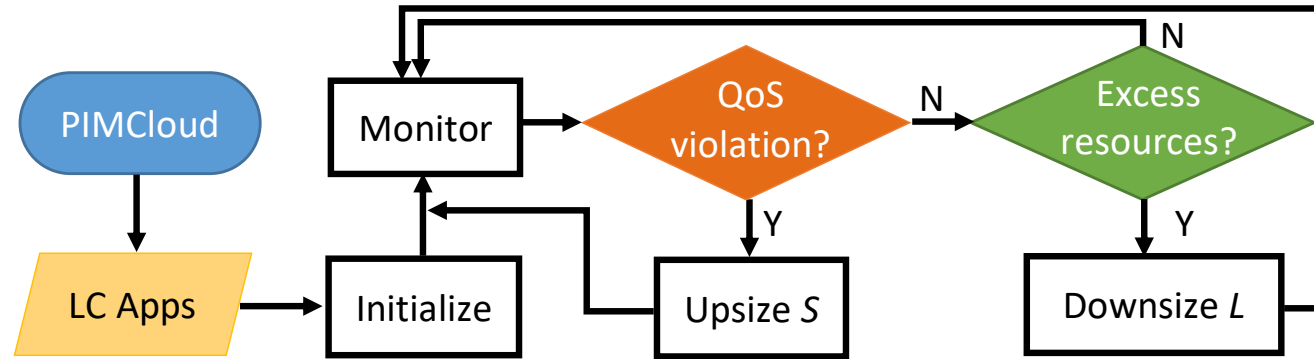 N
PIMCloud
Monitor
QoS
violation?
N
Excess
resources?
Y
Y
LC Apps
Initialize
Upsize S
Downsize L